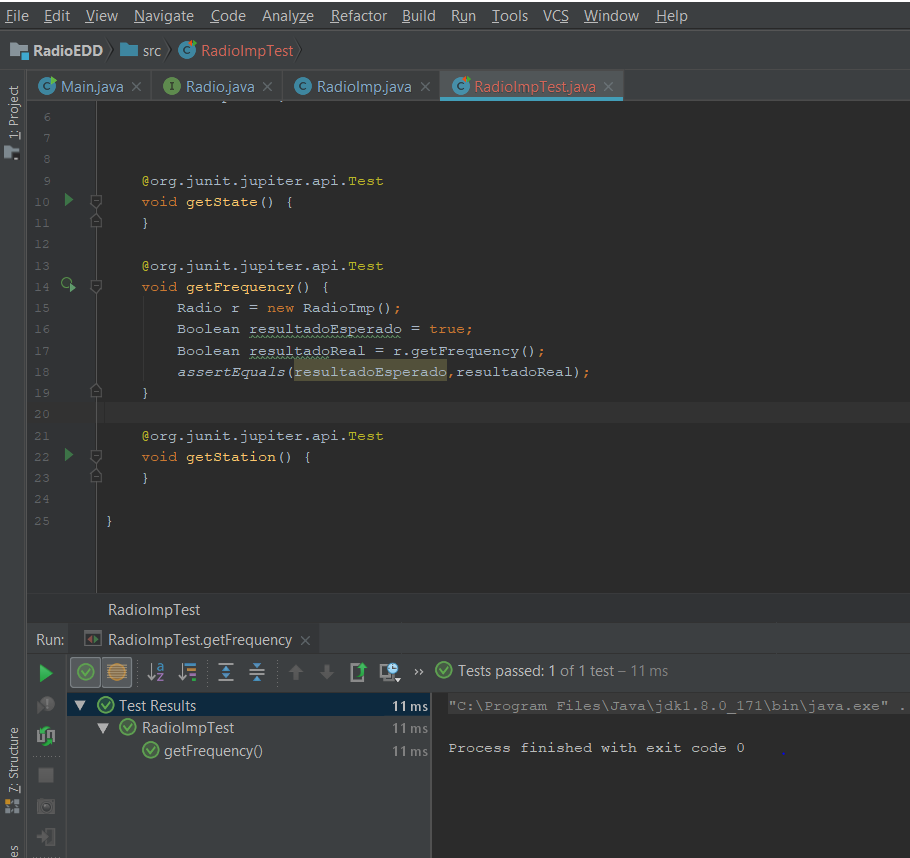 File Edit View Navigate Code Analyze Refactor Build Run Tools VCS Window Help
RadioEDD src RadioImpTest
Main.java Radio.java RadioImp.java RadioImpTest.java
1: Project
6
7
8
9 @org.junit.jupiter.api.Test
10 void getState() {
11 }
12
13 @org.junit.jupiter.api.Test
14 void getFrequency() {
15 Radio r = new RadioImp();
16 Boolean resultadoEsperado = true;
17 Boolean resultadoReal = r.getFrequency();
18 assertEquals(resultadoEsperado,resultadoReal);
19 }
20
21 @org.junit.jupiter.api.Test
22 void getStation() {
23 }
24
25 }
RadioImpTest
Run: RadioImpTest.getFrequency
Tests passed: 1 of 1 test – 11 ms
Test Results 11 ms
RadioImpTest 11 ms
getFrequency() 11 ms
"C:\Program Files\Java\jdk1.8.0_171\bin\java.exe" .
Process finished with exit code 0
7: Structure